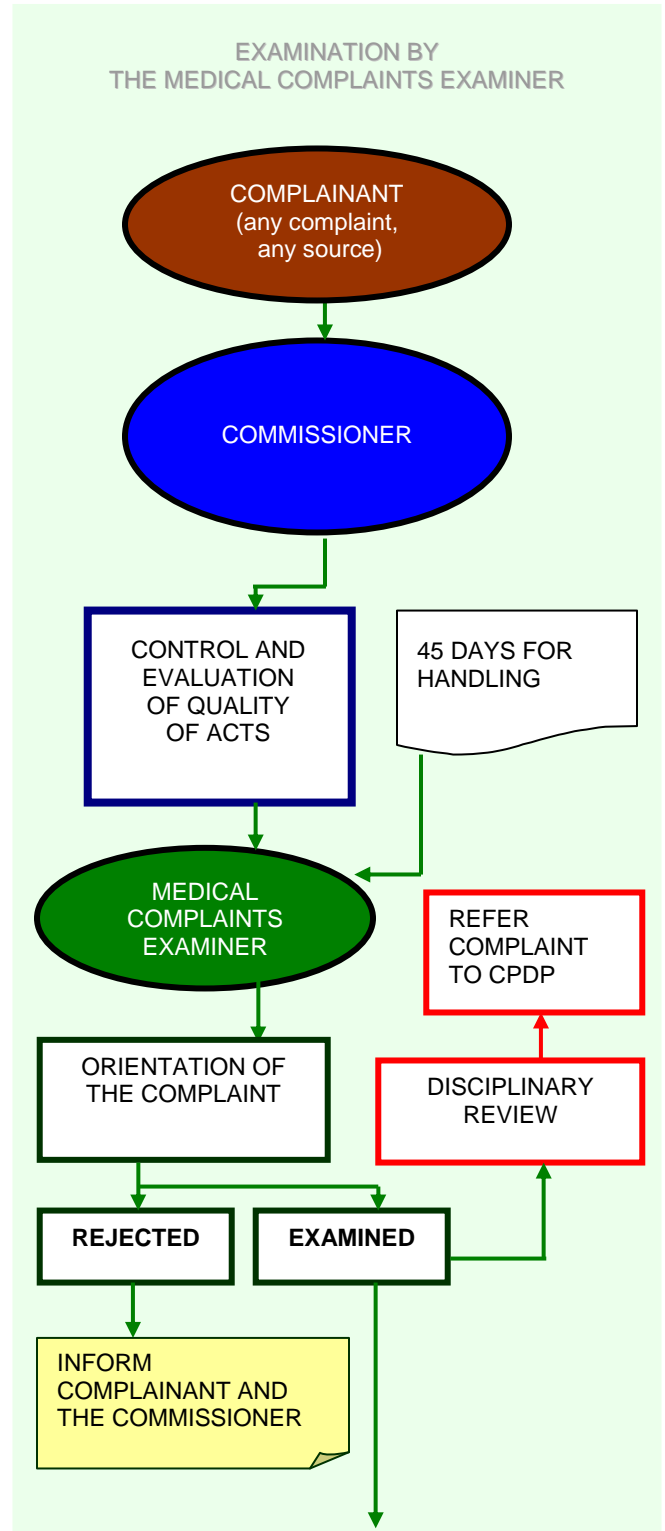 EXAMINATION BY
THE MEDICAL COMPLAINTS EXAMINER
COMPLAINANT
(any complaint,
any source)
COMMISSIONER
CONTROL AND
EVALUATION
OF QUALITY
OF ACTS
45 DAYS FOR
HANDLING
MEDICAL
COMPLAINTS
EXAMINER
REFER
COMPLAINT
TO CPDP
ORIENTATION OF
THE COMPLAINT
DISCIPLINARY
REVIEW
REJECTED
EXAMINED
INFORM
COMPLAINANT AND
THE COMMISSIONER